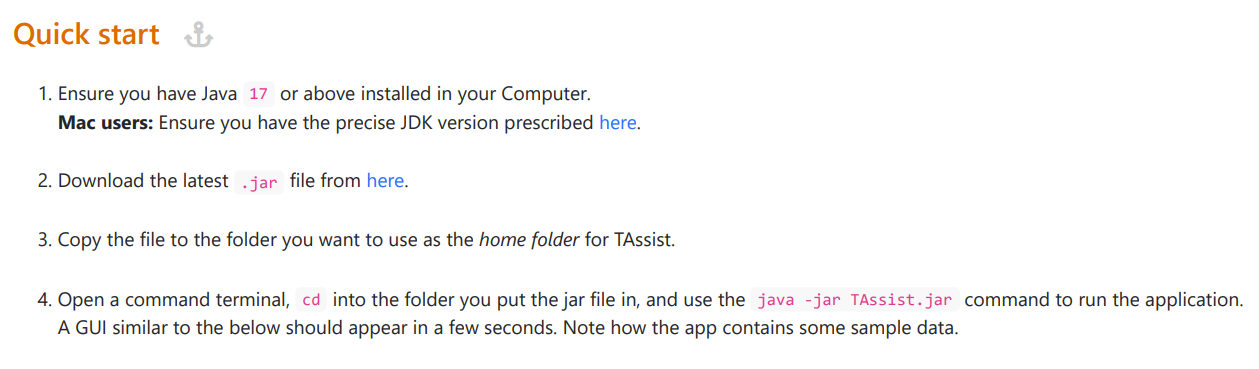 Quick start
1. Ensure you have Java 17 or above installed in your Computer.
Mac users: Ensure you have the precise JDK version prescribed here.
2. Download the latest .jar file from here.
3. Copy the file to the folder you want to use as the home folder for TAssist.
4. Open a command terminal, cd into the folder you put the jar file in, and use the java -jar TAssist.jar command to run the application.
A GUI similar to the below should appear in a few seconds. Note how the app contains some sample data.